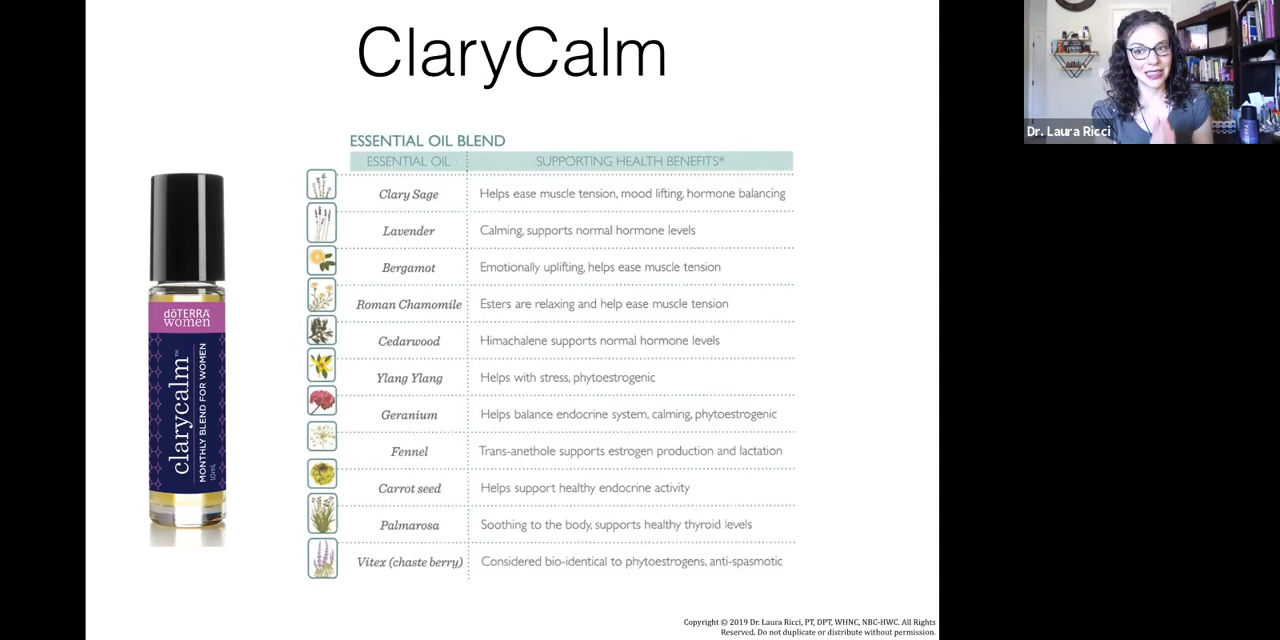 ClaryCalm
Dr. Laura Ricci
ESSENTIAL OIL BLEND
ESSENTIAL OIL SUPPORTING HEALTH BENEFITS*
Clary Sage Helps ease muscle tension, mood lifting, hormone balancing
Lavender Calming, supports normal hormone levels
Bergamot Emotionally uplifting, helps ease muscle tension
Roman Chamomile Esters are relaxing and help ease muscle tension
Cedarwood Himachalene supports normal hormone levels
Ylang Ylang Helps with stress, phytoestrogenic
Geranium Helps balance endocrine system, calming, phytoestrogenic
Fennel Trans-anethole supports estrogen production and lactation
Carrot seed Helps support healthy endocrine activity
Palmarosa Soothing to the body, supports healthy thyroid levels
Vitex (chaste berry) Considered bio-identical to phytoestrogens, anti-spasmotic
dōTERRA
women
clarycalm™
MONTHLY BLEND FOR WOMEN
10mL
Copyright © 2019 Dr. Laura Ricci, PT, DPT, WHNC, NBC-HWC. All Rights
Reserved. Do not duplicate or distribute without permission.